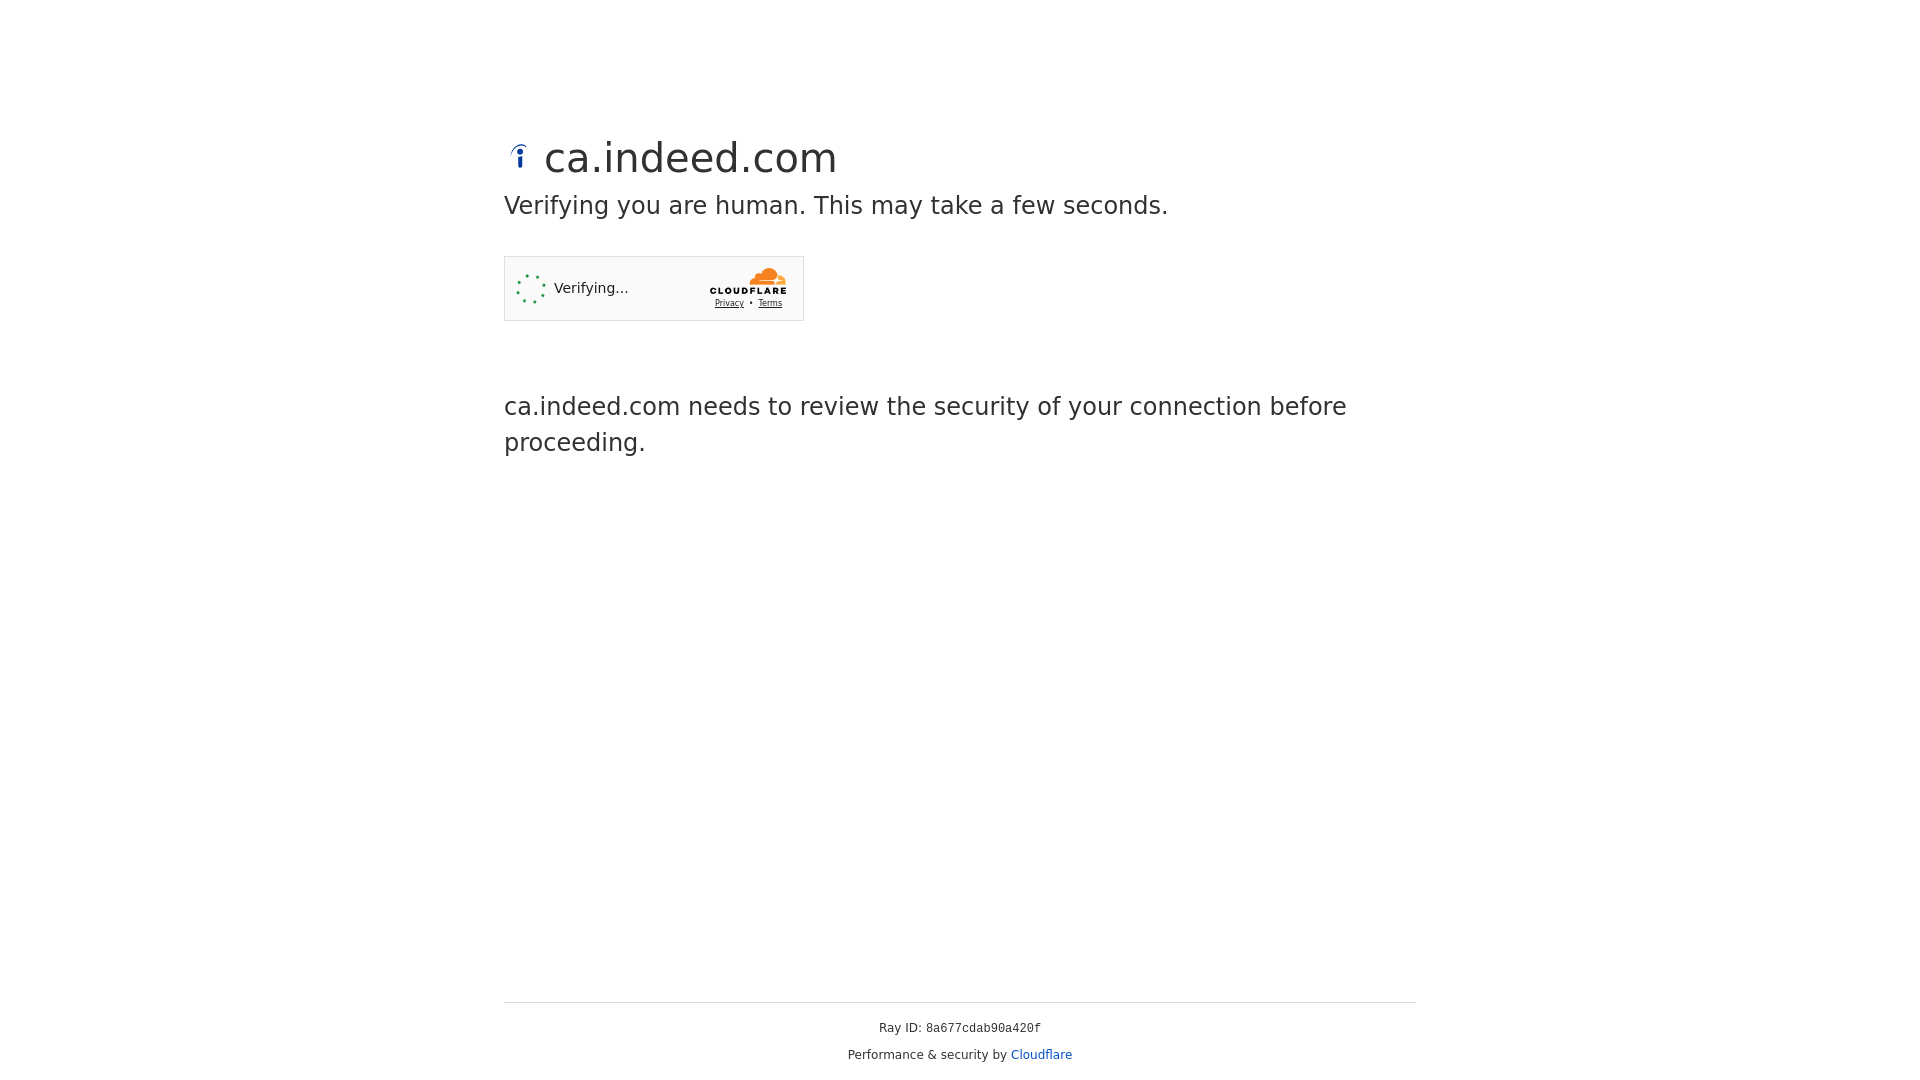 ca.indeed.com
Verifying you are human. This may take a few seconds.
Verifying...
CLOUDFLARE
Privacy • Terms
ca.indeed.com needs to review the security of your connection before
proceeding.
Ray ID: 8a677cdab90a420f
Performance & security by Cloudflare